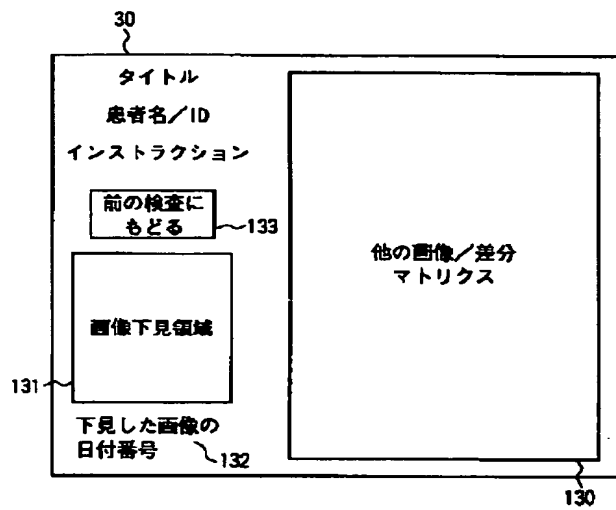 30
タイトル
患者名/ID
インストラクション
前の検査に
もどる
133
画像下見領域
131
下見した画像の
日付番号
132
他の画像/差分
マトリクス
130